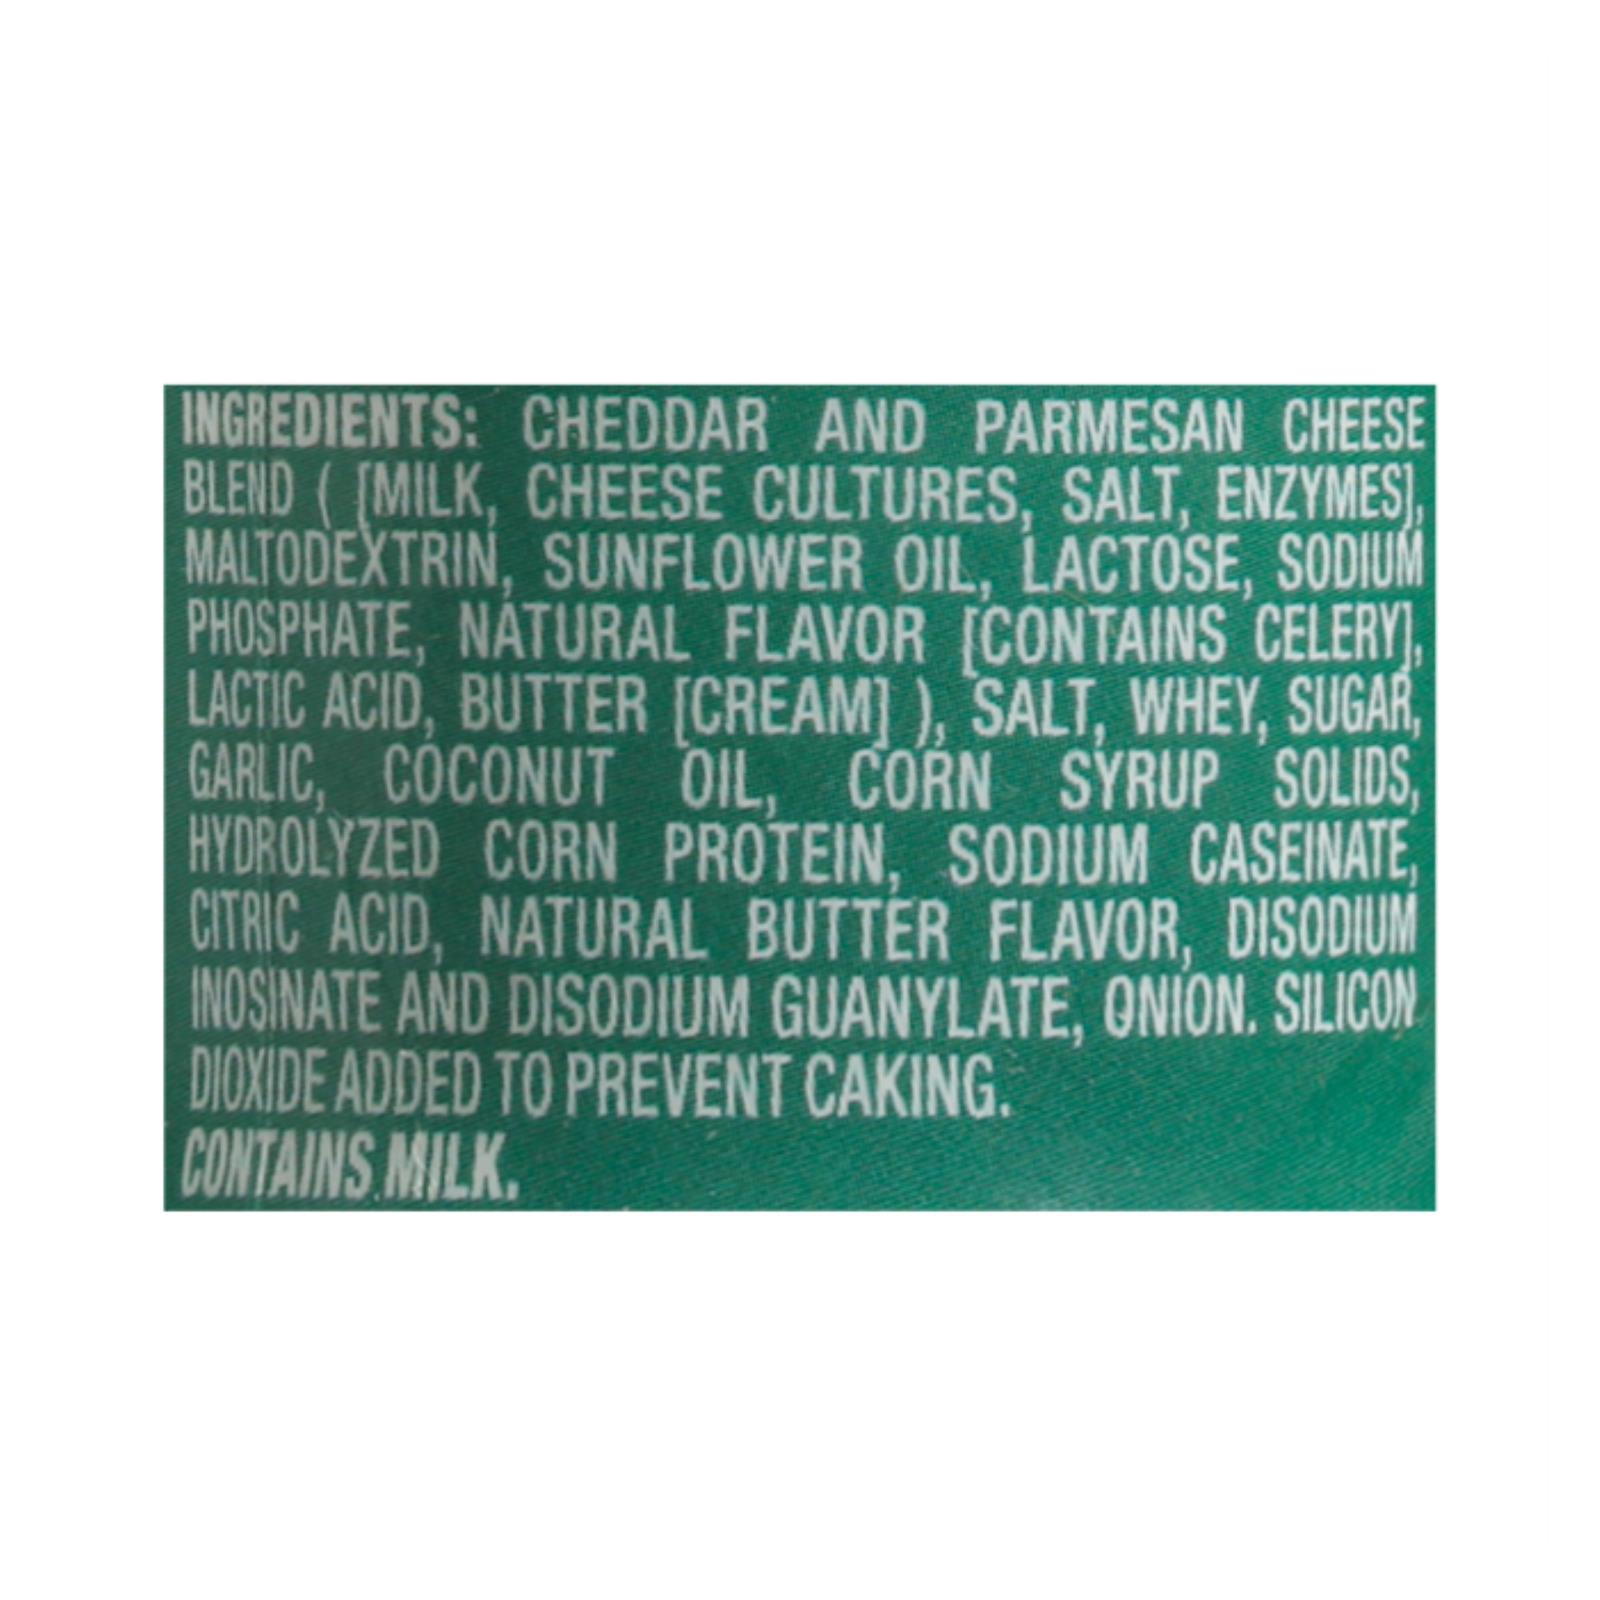 INGREDIENTS: CHEDDAR AND PARMESAN CHEESE
BLEND ( [MILK, CHEESE CULTURES, SALT, ENZYMES],
MALTODEXTRIN, SUNFLOWER OIL, LACTOSE, SODIUM
PHOSPHATE, NATURAL FLAVOR [CONTAINS CELERY],
LACTIC ACID, BUTTER [CREAM] ), SALT, WHEY, SUGAR,
GARLIC, COCONUT OIL, CORN SYRUP SOLIDS,
HYDROLYZED CORN PROTEIN, SODIUM CASEINATE,
CITRIC ACID, NATURAL BUTTER FLAVOR, DISODIUM
INOSINATE AND DISODIUM GUANYLATE, ONION. SILICON
DIOXIDE ADDED TO PREVENT CAKING.
CONTAINS MILK.